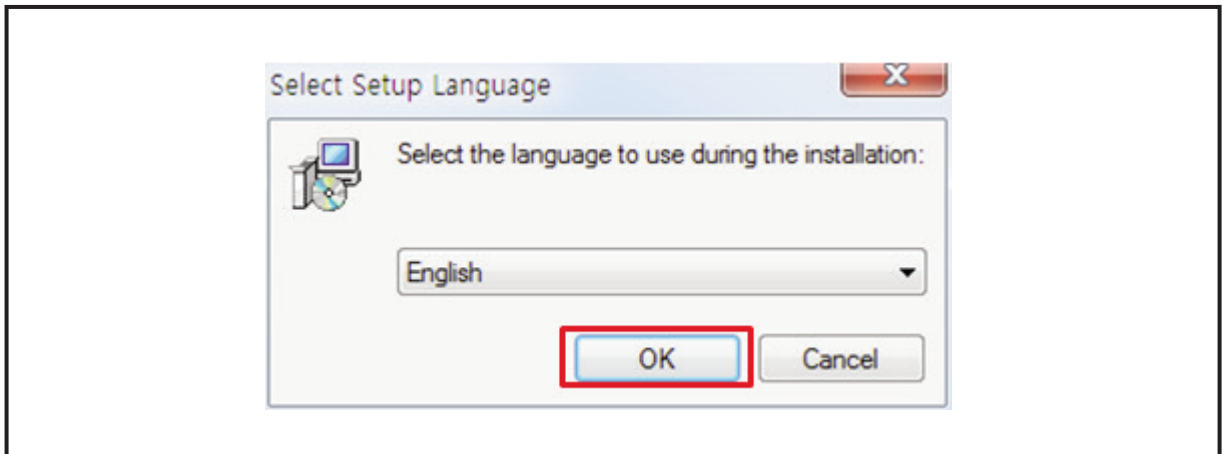 Select Setup Language
Select the language to use during the installation:
English
OK
Cancel